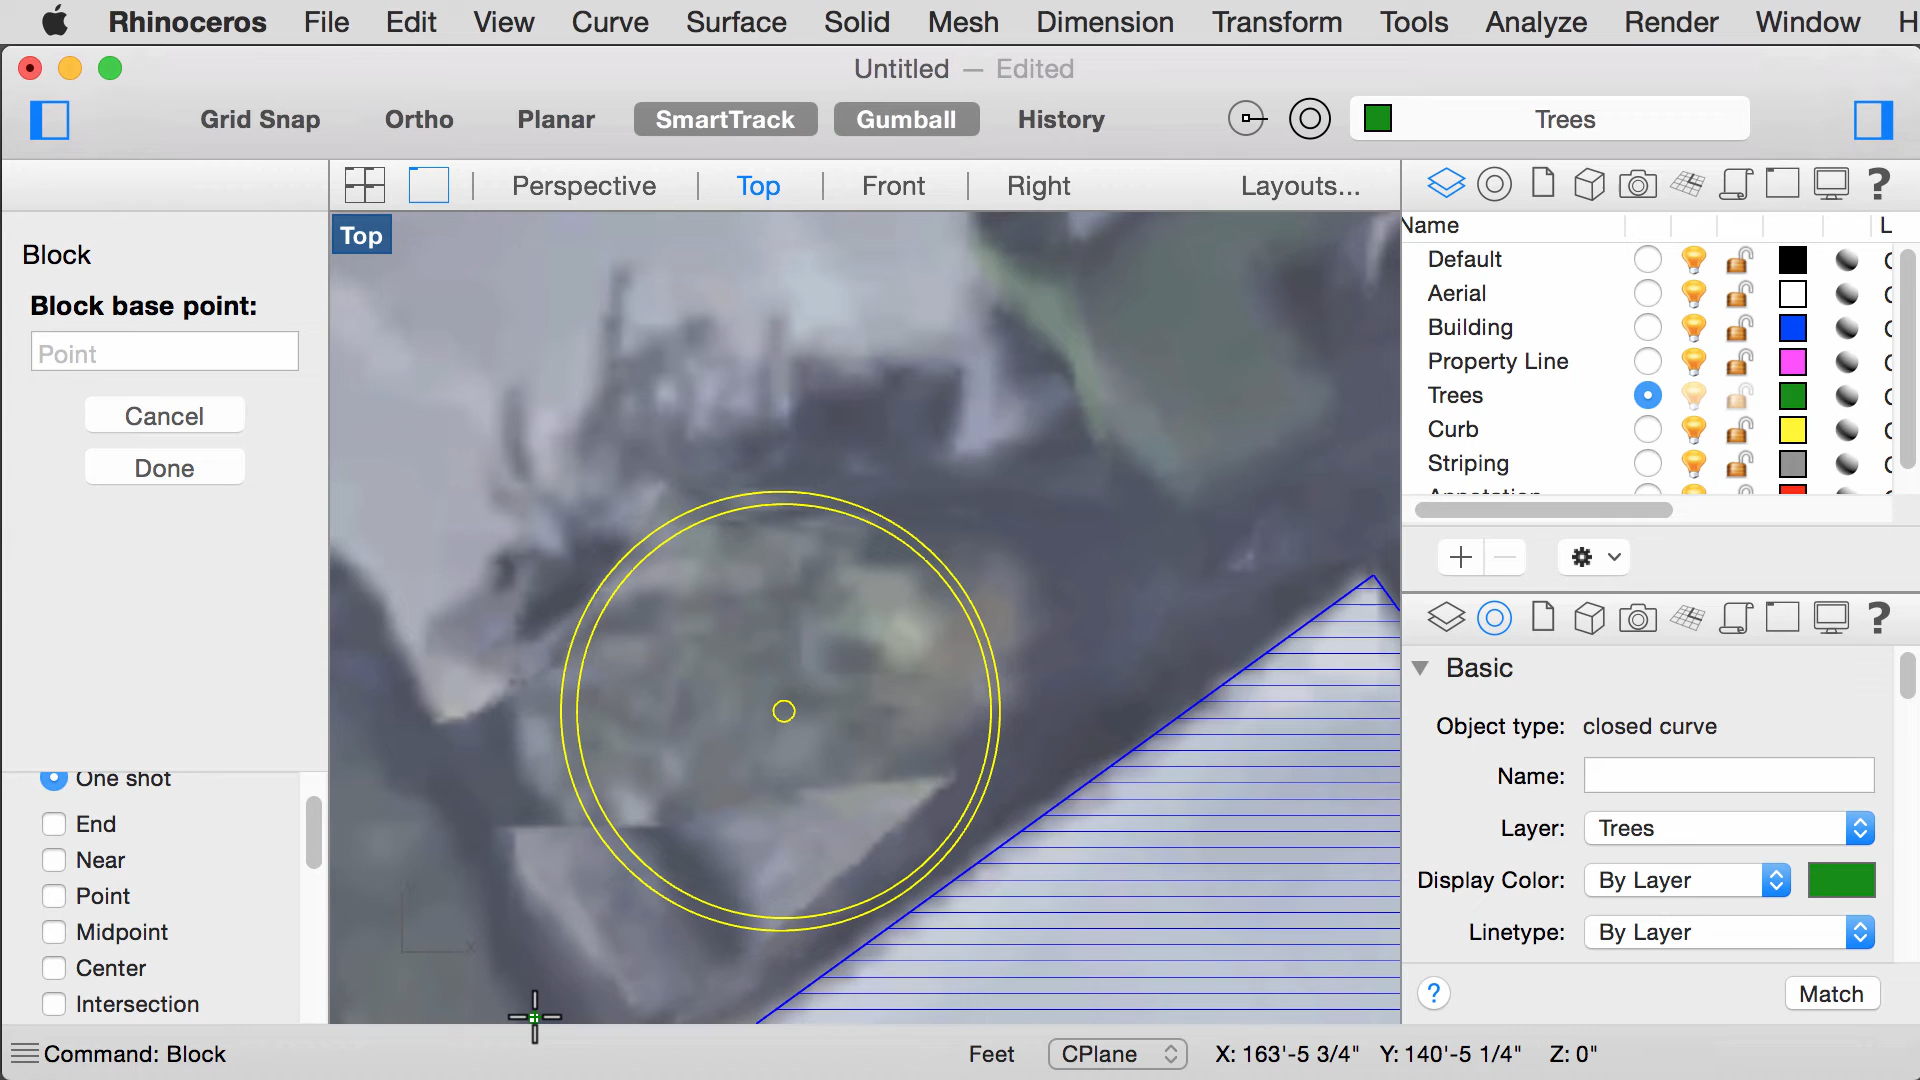 Rhinoceros File Edit View Curve Surface Solid Mesh Dimension Transform Tools Analyze Render Window H
Untitled — Edited
Grid Snap Ortho Planar SmartTrack Gumball History Trees
Perspective Top Front Right Layouts... ?
Top
Block
Block base point:
Point
Cancel
Done
One shot
End
Near
Point
Midpoint
Center
Intersection
Y
X
Name L
Default
Aerial
Building
Property Line
Trees
Curb
Striping
Annotation
?
Basic
Object type: closed curve
Name:
Layer: Trees
Display Color: By Layer
Linetype: By Layer
? Match
Command: Block Feet CPlane X: 163'-5 3/4" Y: 140'-5 1/4" Z: 0"